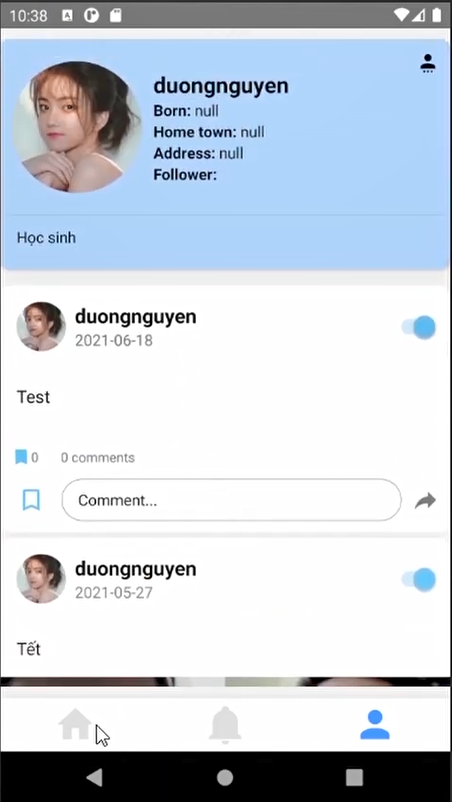 10:38
duongnguyen
Born: null
Home town: null
Address: null
Follower:
Học sinh
duongnguyen
2021-06-18
Test
0 0 comments
Comment...
duongnguyen
2021-05-27
Tết